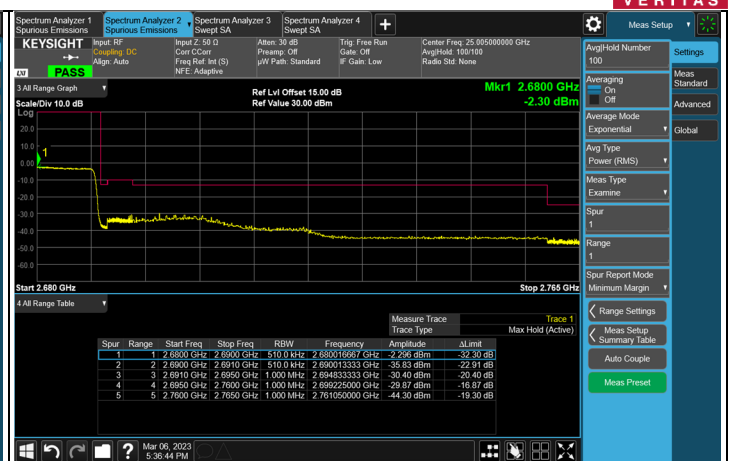 VERITAS
Spectrum Analyzer 1
Spurious Emissions
Spectrum Analyzer 2
Spurious Emissions
Spectrum Analyzer 3
Swept SA
Spectrum Analyzer 4
Swept SA
+
Meas Setup
KEYSIGHT
LXI
PASS
Input: RF
Coupling: DC
Align: Auto
Input Z: 50 Ω
Corr CCorr
Freq Ref: Int (S)
NFE: Adaptive
Atten: 30 dB
Preamp: Off
µW Path: Standard
Trig: Free Run
Gate: Off
IF Gain: Low
Center Freq: 25.005000000 GHz
Avg|Hold: 100/100
Radio Std: None
3 All Range Graph
Scale/Div 10.0 dB
Ref Lvl Offset 15.00 dB
Ref Value 30.00 dBm
Mkr1 2.6800 GHz
-2.30 dBm
Log
20.0
10.0
0.00
-10.0
-20.0
-30.0
-40.0
-50.0
-60.0
1
Start 2.680 GHz
Stop 2.765 GHz
4 All Range Table
Measure Trace Trace 1
Trace Type Max Hold (Active)
Spur Range Start Freq Stop Freq RBW Frequency Amplitude ΔLimit
1 1 2.6800 GHz 2.6900 GHz 510.0 kHz 2.680016667 GHz -2.296 dBm -32.30 dB
2 2 2.6900 GHz 2.6910 GHz 510.0 kHz 2.690013333 GHz -35.83 dBm -22.91 dB
3 3 2.6910 GHz 2.6950 GHz 1.000 MHz 2.694833333 GHz -30.40 dBm -20.40 dB
4 4 2.6950 GHz 2.7600 GHz 1.000 MHz 2.699225000 GHz -29.87 dBm -16.87 dB
5 5 2.7600 GHz 2.7650 GHz 1.000 MHz 2.761050000 GHz -44.30 dBm -19.30 dB
Avg|Hold Number
100
Averaging
On
Off
Average Mode
Exponential
Avg Type
Power (RMS)
Meas Type
Examine
Spur
1
Range
1
Spur Report Mode
Minimum Margin
Range Settings
Meas Setup
Summary Table
Auto Couple
Meas Preset
Settings
Meas
Standard
Advanced
Global
?
Mar 06, 2023
5:36:44 PM